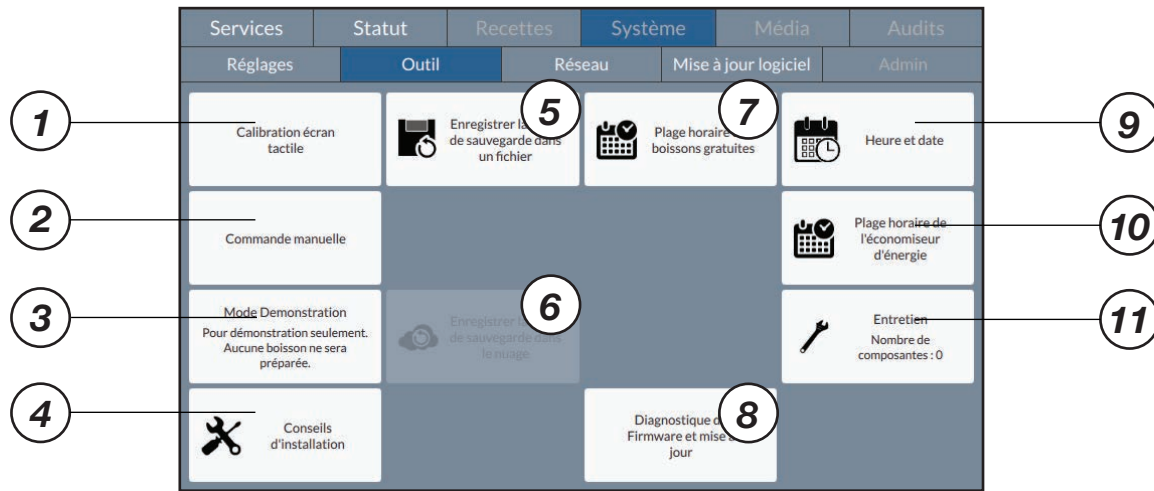 Services Statut Recettes Système Média Audits
Réglages Outil Réseau Mise à jour logiciel Admin
1
Calibration écran
tactile
5
Enregistrer la
de sauvegarde dans
un fichier
7
Plage horaire
boissons gratuites
9
Heure et date
2
Commande manuelle
10
Plage horaire de
l'économiseur
d'énergie
3
Mode Demonstration
Pour démonstration seulement.
Aucune boisson ne sera
préparée.
6
Enregistrer la
de sauvegarde dans
le nuage
11
Entretien
Nombre de
composantes : 0
4
Conseils
d'installation
8
Diagnostique
Firmware et mise
jour